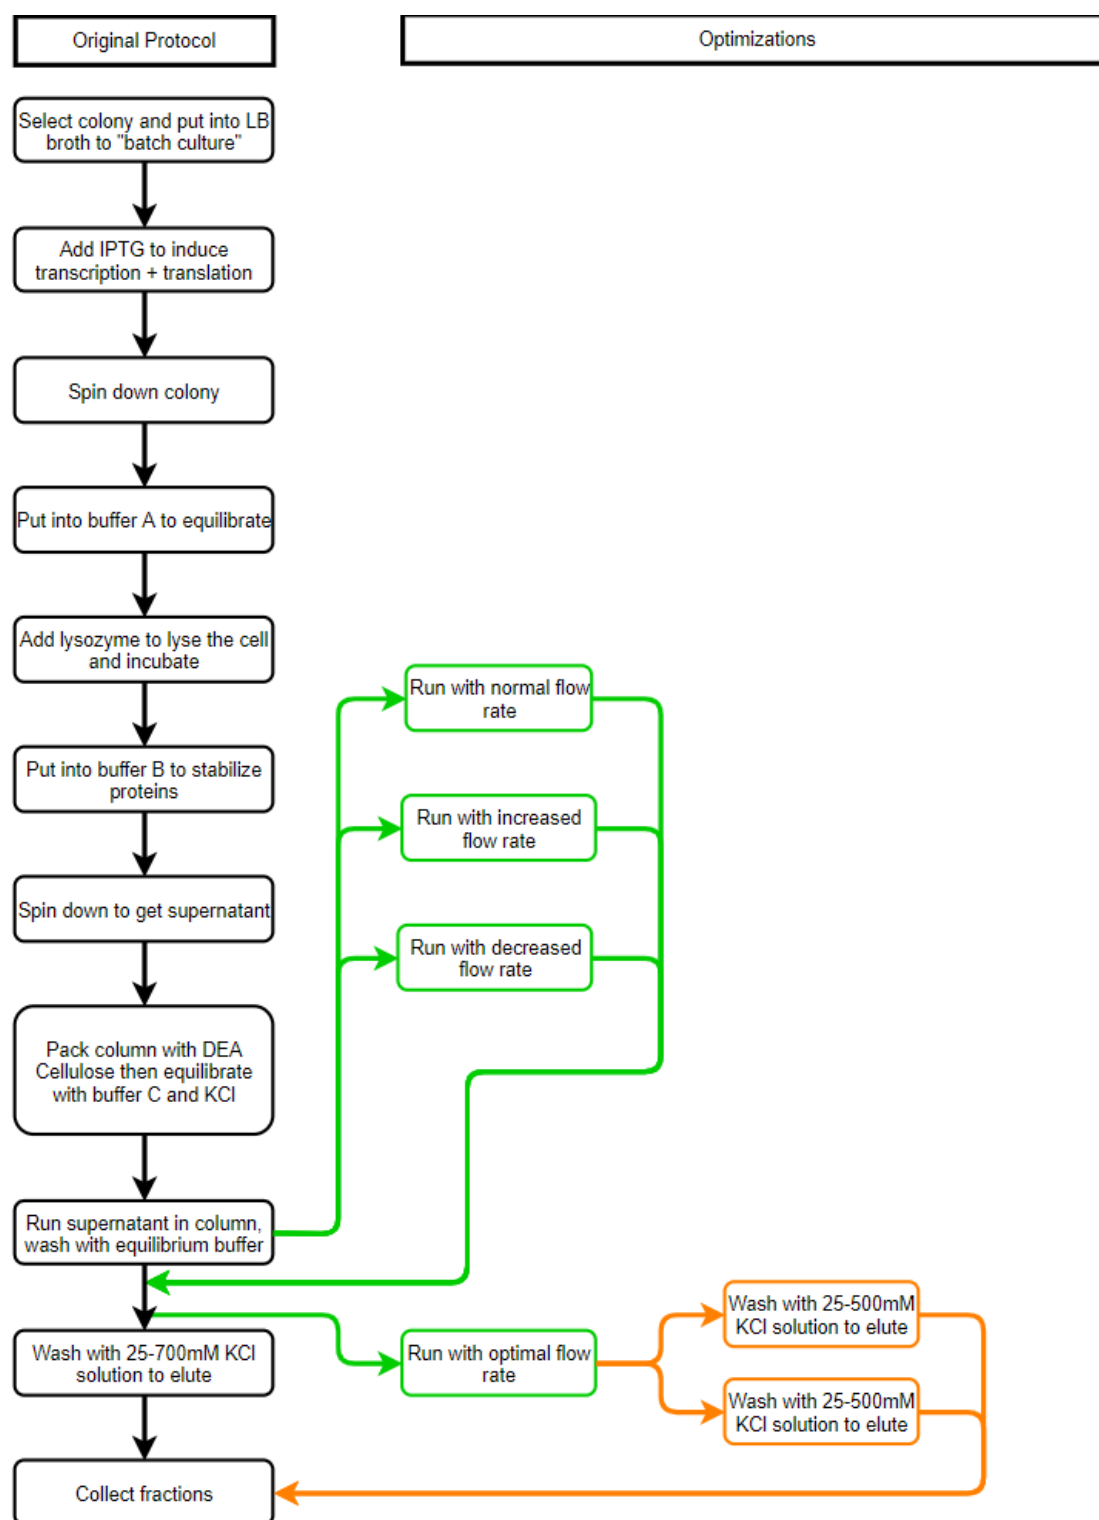 Original Protocol
Optimizations
Select colony and put into LB
broth to "batch culture"
Add IPTG to induce
transcription + translation
Spin down colony
Put into buffer A to equilibrate
Add lysozyme to lyse the cell
and incubate
Put into buffer B to stabilize
proteins
Spin down to get supernatant
Pack column with DEA
Cellulose then equilibrate
with buffer C and KCl
Run supernatant in column,
wash with equilibrium buffer
Run with normal flow
rate
Run with increased
flow rate
Run with decreased
flow rate
Wash with 25-700mM KCl
solution to elute
Run with optimal flow
rate
Wash with 25-500mM
KCl solution to elute
Wash with 25-500mM
KCl solution to elute
Collect fractions